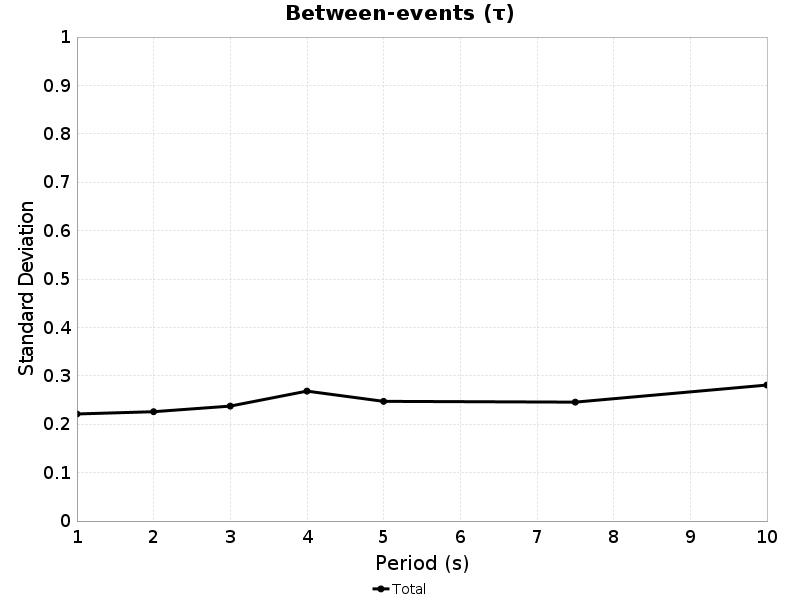 Between-events (τ)
1
0.9
0.8
0.7
0.6
0.5
0.4
0.3
0.2
0.1
0
Standard Deviation
1 2 3 4 5 6 7 8 9 10
Period (s)
Total